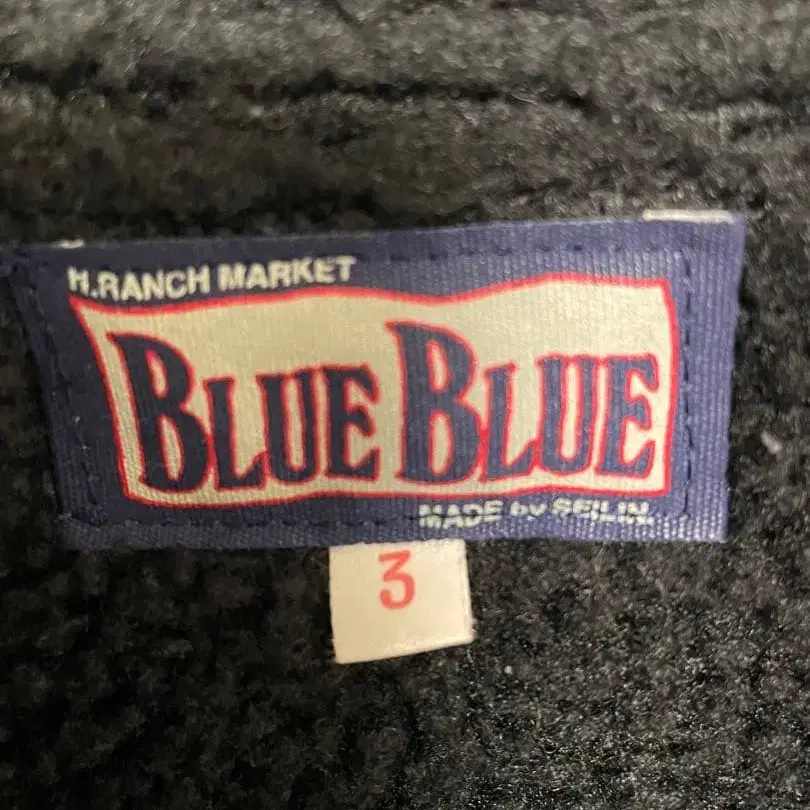 H.RANCH MARKET
BLUE BLUE
MADE by SEILIN.
3